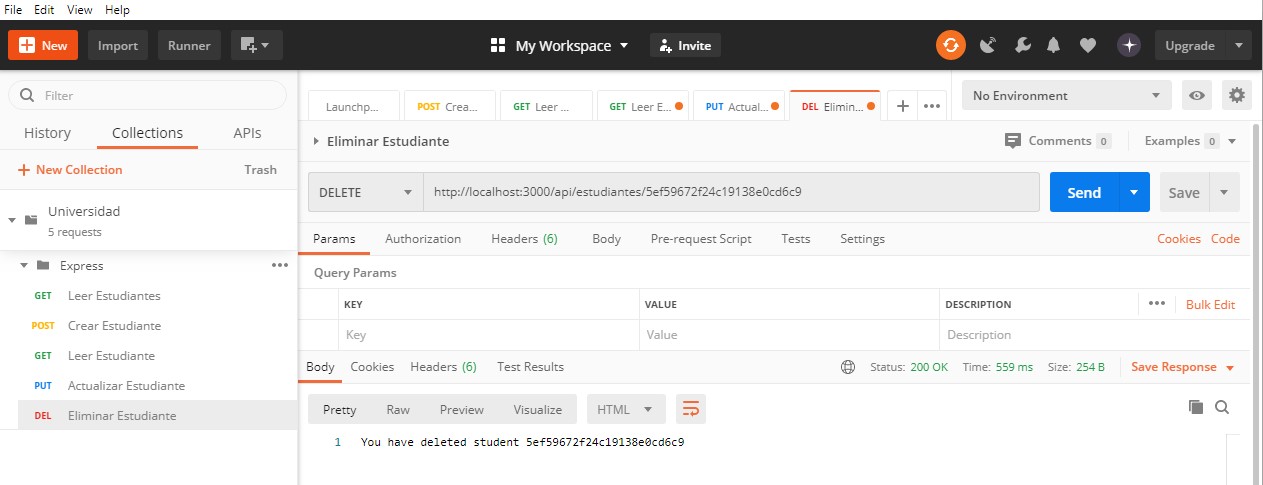 File Edit View Help
New Import Runner My Workspace Invite Upgrade
Filter
History Collections APIs
+ New Collection Trash
Universidad
5 requests
Express
GET Leer Estudiantes
POST Crear Estudiante
GET Leer Estudiante
PUT Actualizar Estudiante
DEL Eliminar Estudiante
Launchp... POST Crea... GET Leer ... GET Leer E... PUT Actual... DEL Elimin... + ••• No Environment
Eliminar Estudiante Comments 0 Examples 0
DELETE http://localhost:3000/api/estudiantes/5ef59672f24c19138e0cd6c9 Send Save
Params Authorization Headers (6) Body Pre-request Script Tests Settings Cookies Code
Query Params
KEY VALUE DESCRIPTION ••• Bulk Edit
Key Value Description
Body Cookies Headers (6) Test Results Status: 200 OK Time: 559 ms Size: 254 B Save Response
Pretty Raw Preview Visualize HTML
1 You have deleted student 5ef59672f24c19138e0cd6c9